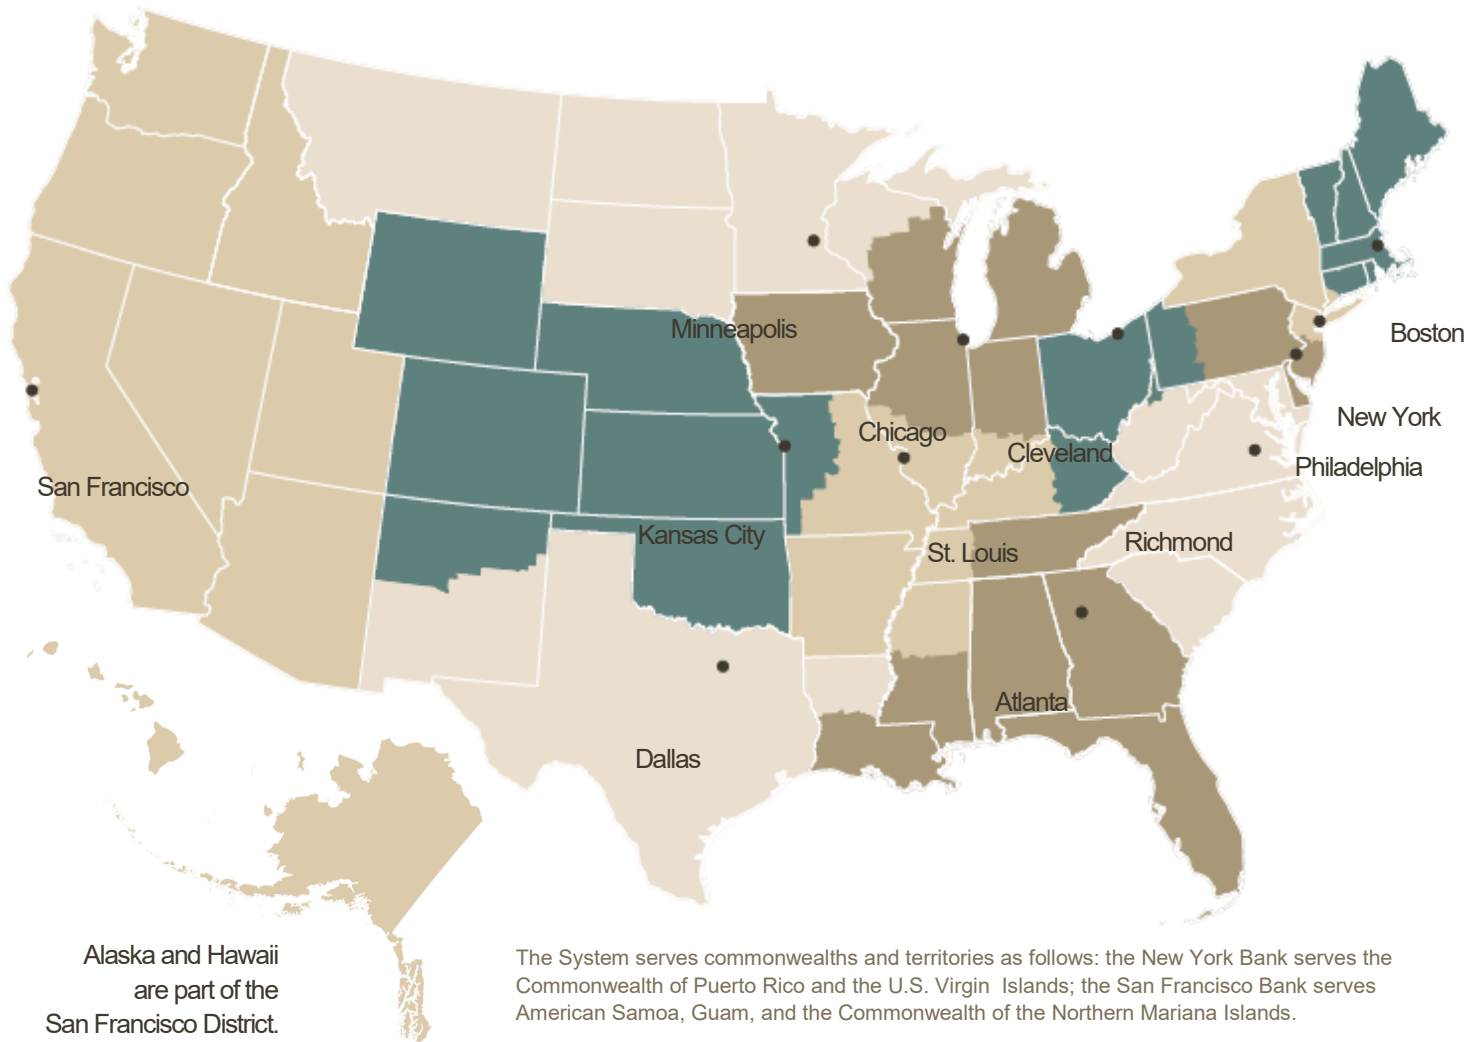 Minneapolis
Boston
New York
Chicago
Cleveland
Philadelphia
San Francisco
Kansas City
St. Louis
Richmond
Atlanta
Dallas
Alaska and Hawaii
are part of the
San Francisco District.
The System serves commonwealths and territories as follows: the New York Bank serves the
Commonwealth of Puerto Rico and the U.S. Virgin Islands; the San Francisco Bank serves
American Samoa, Guam, and the Commonwealth of the Northern Mariana Islands.